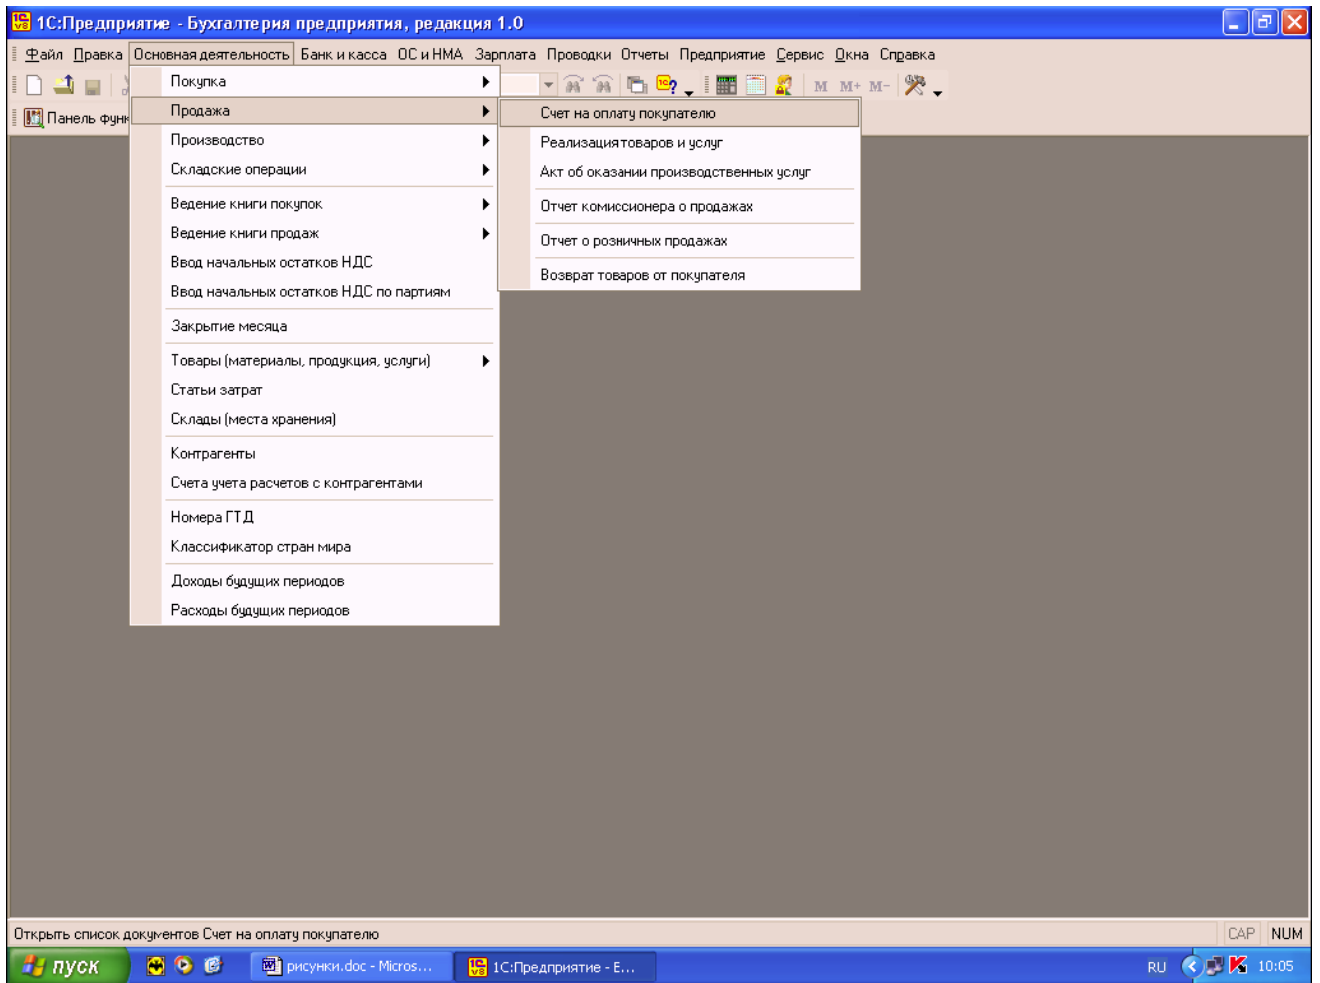 1С:Предприятие - Бухгалтерия предприятия, редакция 1.0
Файл Правка Основная деятельность Банк и касса ОС и НМА Зарплата Проводки Отчеты Предприятие Сервис Окна Справка
M M+ M-
Панель функ
Покупка
Продажа
Производство
Складские операции
Ведение книги покупок
Ведение книги продаж
Ввод начальных остатков НДС
Ввод начальных остатков НДС по партиям
Закрытие месяца
Товары (материалы, продукция, услуги)
Статьи затрат
Склады (места хранения)
Контрагенты
Счета учета расчетов с контрагентами
Номера ГТД
Классификатор стран мира
Доходы будущих периодов
Расходы будущих периодов
Счет на оплату покупателю
Реализация товаров и услуг
Акт об оказании производственных услуг
Отчет комиссионера о продажах
Отчет о розничных продажах
Возврат товаров от покупателя
Открыть список документов Счет на оплату покупателю
CAP NUM
пуск рисунки.doc - Micros... 1С:Предприятие - Б... RU 10:05